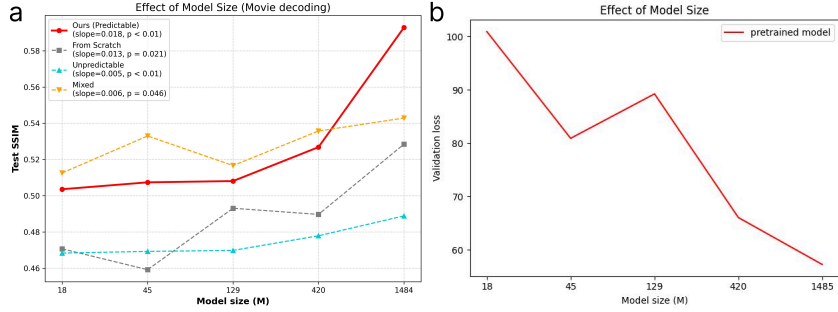 a
Effect of Model Size (Movie decoding)
Ours (Predictable)
(slope=0.018, p < 0.01)
From Scratch
(slope=0.013, p = 0.021)
Unpredictable
(slope=0.005, p < 0.01)
Mixed
(slope=0.006, p = 0.046)
Test SSIM
0.58
0.56
0.54
0.52
0.50
0.48
0.46
18
45
129
420
1484
Model size (M)
b
Effect of Model Size
pretrained model
Validation loss
100
90
80
70
60
18
45
129
420
1485
Model size (M)